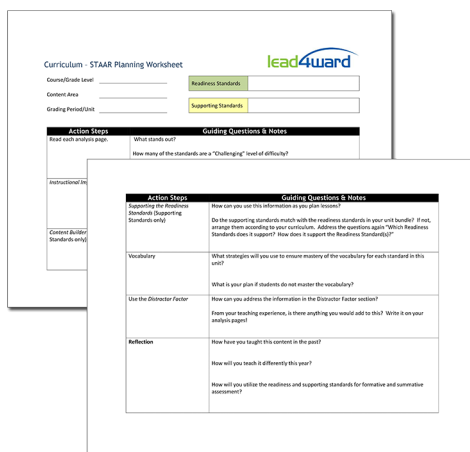 lead4ward
Curriculum - STAAR Planning Worksheet
Course/Grade Level
Readiness Standards
Content Area
Supporting Standards
Grading Period/Unit
Action Steps
Guiding Questions & Notes
Read each analysis page.
What stands out?
How many of the standards are a "Challenging" level of difficulty?
Instructional Im
Content Builder
Standards only)
Action Steps
Guiding Questions & Notes
Supporting the Readiness
Standards (Supporting
Standards only)
How can you use this information as you plan lessons?
Do the supporting standards match with the readiness standards in your unit bundle? If not,
arrange them according to your curriculum. Address the questions again "Which Readiness
Standards does it support? How does it support the Readiness Standard(s)?"
Vocabulary
What strategies will you use to ensure mastery of the vocabulary for each standard in this
unit?
What is your plan if students do not master the vocabulary?
Use the Distractor Factor
How can you address the information in the Distractor Factor section?
From your teaching experience, is there anything you would add to this? Write it on your
analysis pages!
Reflection
How have you taught this content in the past?
How will you teach it differently this year?
How will you utilize the readiness and supporting standards for formative and summative
assessment?